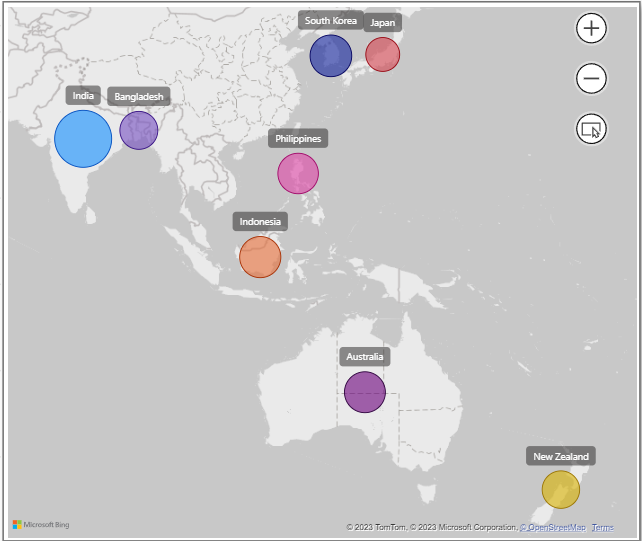 South Korea
Japan
India
Bangladesh
Philippines
Indonesia
Australia
New Zealand
Microsoft Bing
© 2023 TomTom, © 2023 Microsoft Corporation, © OpenStreetMap Terms